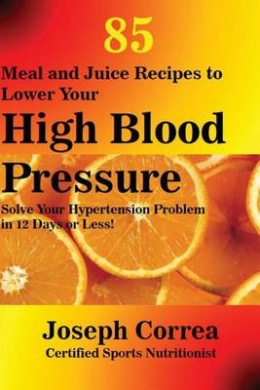 85
Meal and Juice Recipes to
Lower Your
High Blood
Pressure
Solve Your Hypertension Problem
in 12 Days or Less!
Joseph Correa
Certified Sports Nutritionist